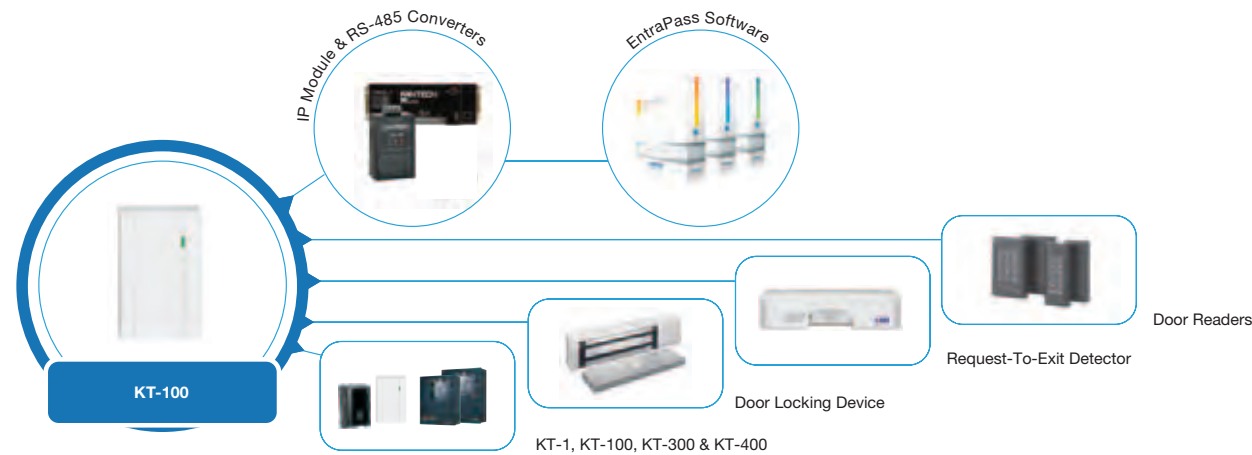 IP Module & RS-485 Converters
EntraPass Software
Door Readers
Request-To-Exit Detector
KT-100
Door Locking Device
KT-1, KT-100, KT-300 & KT-400